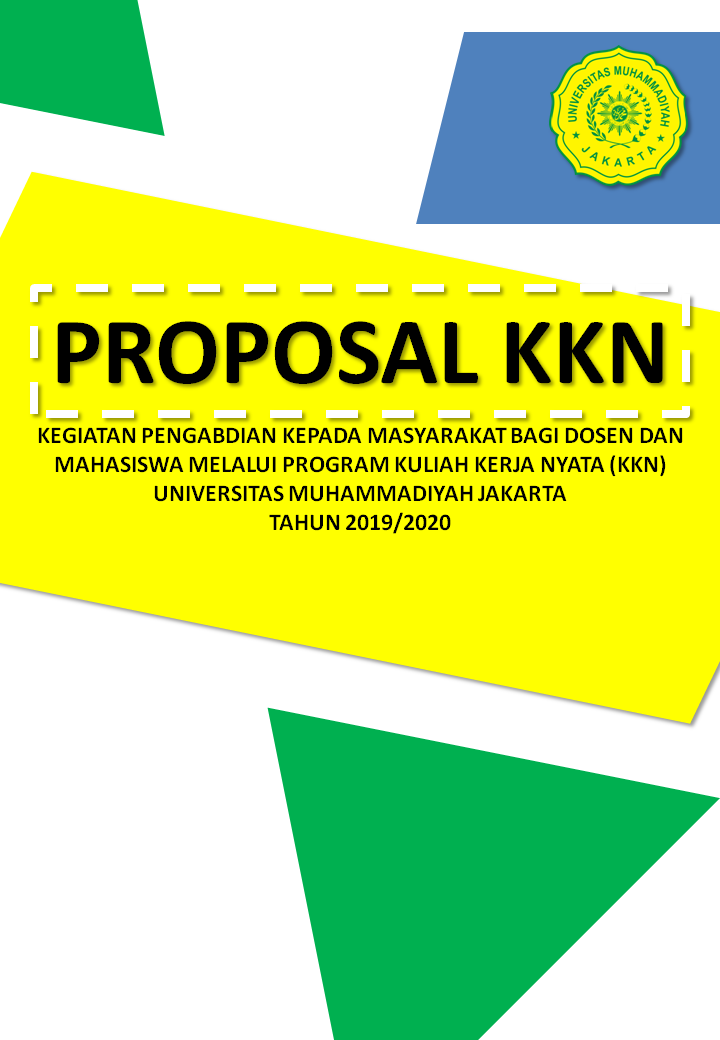 UNIVERSITAS MUHAMMADIYAH
JAKARTA
PROPOSAL KKN
KEGIATAN PENGABDIAN KEPADA MASYARAKAT BAGI DOSEN DAN
MAHASISWA MELALUI PROGRAM KULIAH KERJA NYATA (KKN)
UNIVERSITAS MUHAMMADIYAH JAKARTA
TAHUN 2019/2020